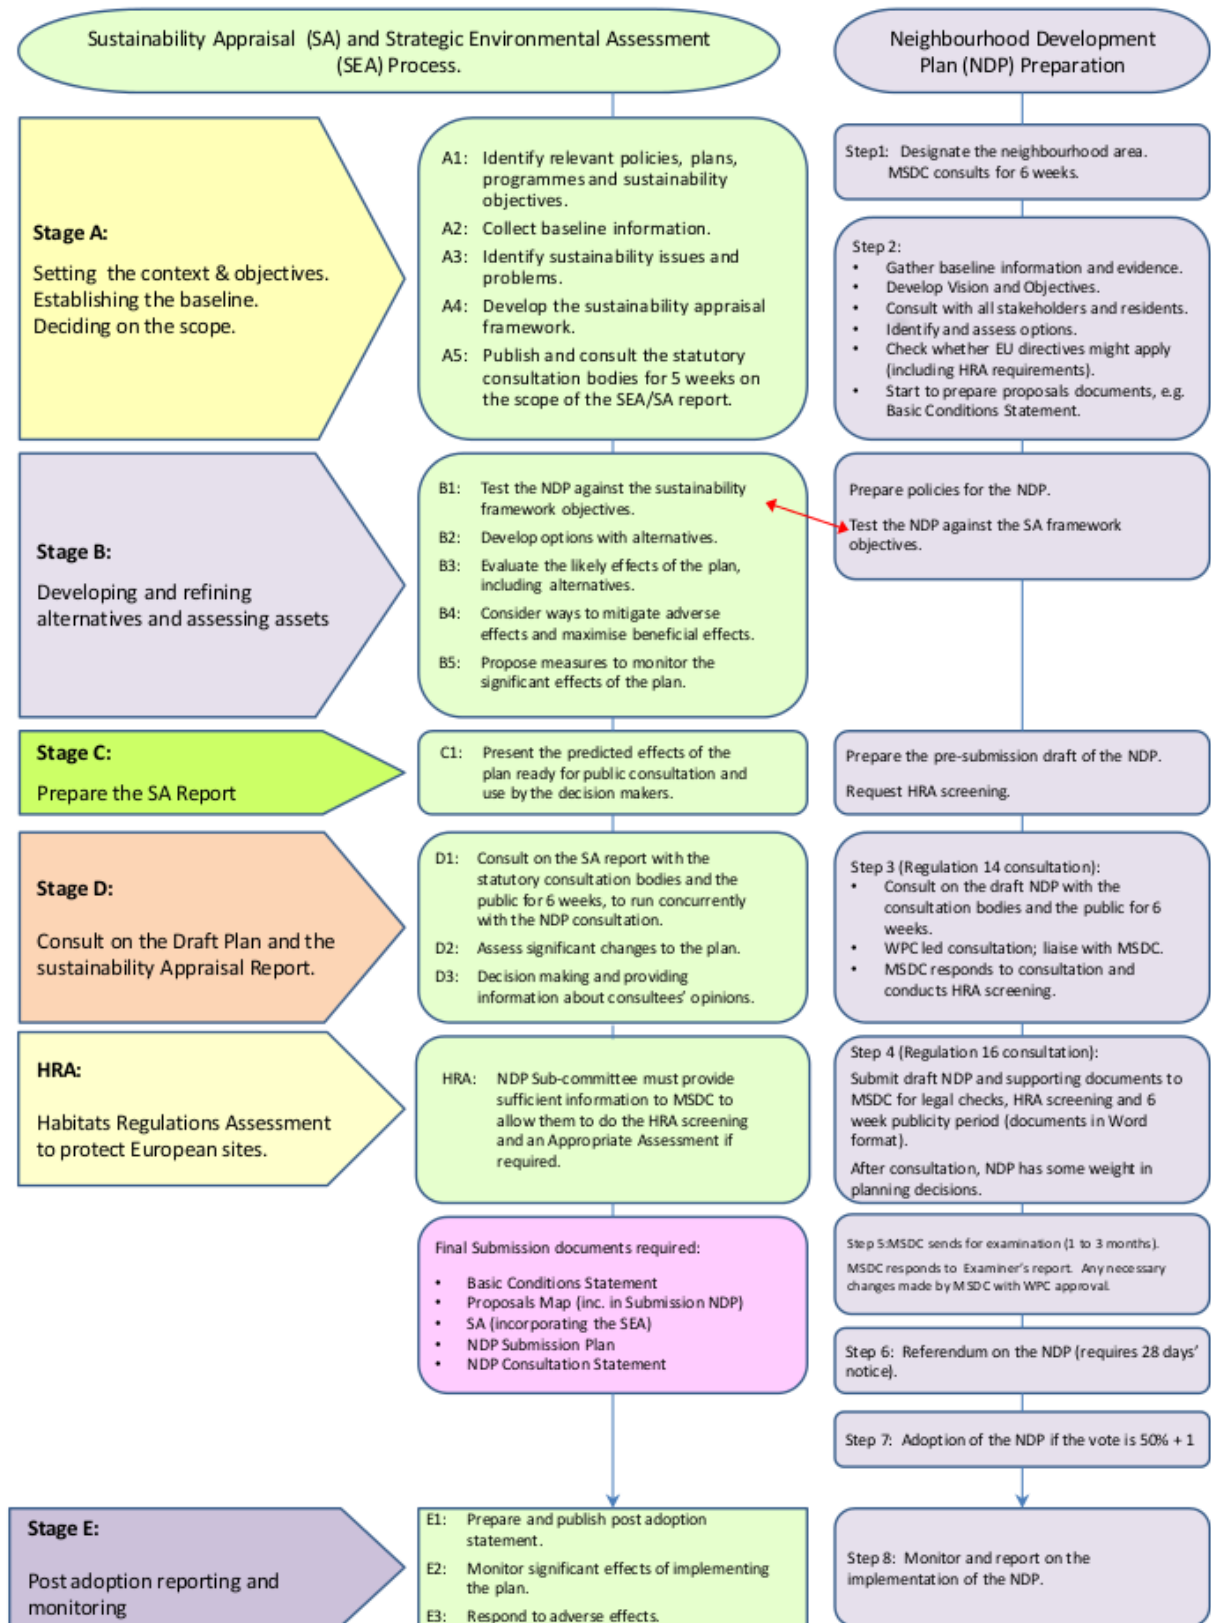 Sustainability Appraisal (SA) and Strategic Environmental Assessment
(SEA) Process.
Neighbourhood Development
Plan (NDP) Preparation
Stage A:
Setting the context & objectives.
Establishing the baseline.
Deciding on the scope.
A1: Identify relevant policies, plans,
programmes and sustainability
objectives.
A2: Collect baseline information.
A3: Identify sustainability issues and
problems.
A4: Develop the sustainability appraisal
framework.
A5: Publish and consult the statutory
consultation bodies for 5 weeks on
the scope of the SEA/SA report.
Step1: Designate the neighbourhood area.
MSDC consults for 6 weeks.
Step 2:
• Gather baseline information and evidence.
• Develop Vision and Objectives.
• Consult with all stakeholders and residents.
• Identify and assess options.
• Check whether EU directives might apply
(including HRA requirements).
• Start to prepare proposals documents, e.g.
Basic Conditions Statement.
Stage B:
Developing and refining
alternatives and assessing assets
B1: Test the NDP against the sustainability
framework objectives.
B2: Develop options with alternatives.
B3: Evaluate the likely effects of the plan,
including alternatives.
B4: Consider ways to mitigate adverse
effects and maximise beneficial effects.
B5: Propose measures to monitor the
significant effects of the plan.
Prepare policies for the NDP.
Test the NDP against the SA framework
objectives.
Stage C:
Prepare the SA Report
C1: Present the predicted effects of the
plan ready for public consultation and
use by the decision makers.
Prepare the pre-submission draft of the NDP.
Request HRA screening.
Stage D:
Consult on the Draft Plan and the
sustainability Appraisal Report.
D1: Consult on the SA report with the
statutory consultation bodies and the
public for 6 weeks, to run concurrently
with the NDP consultation.
D2: Assess significant changes to the plan.
D3: Decision making and providing
information about consultees' opinions.
Step 3 (Regulation 14 consultation):
• Consult on the draft NDP with the
consultation bodies and the public for 6
weeks.
• WPC led consultation; liaise with MSDC.
• MSDC responds to consultation and
conducts HRA screening.
HRA:
Habitats Regulations Assessment
to protect European sites.
HRA: NDP Sub-committee must provide
sufficient information to MSDC to
allow them to do the HRA screening
and an Appropriate Assessment if
required.
Step 4 (Regulation 16 consultation):
Submit draft NDP and supporting documents to
MSDC for legal checks, HRA screening and 6
week publicity period (documents in Word
format).
After consultation, NDP has some weight in
planning decisions.
Final Submission documents required:
• Basic Conditions Statement
• Proposals Map (inc. in Submission NDP)
• SA (incorporating the SEA)
• NDP Submission Plan
• NDP Consultation Statement
Step 5:MSDC sends for examination (1 to 3 months).
MSDC responds to Examiner's report. Any necessary
changes made by MSDC with WPC approval.
Step 6: Referendum on the NDP (requires 28 days'
notice).
Step 7: Adoption of the NDP if the vote is 50% + 1
Stage E:
Post adoption reporting and
monitoring
E1: Prepare and publish post adoption
statement.
E2: Monitor significant effects of implementing
the plan.
E3: Respond to adverse effects.
Step 8: Monitor and report on the
implementation of the NDP.